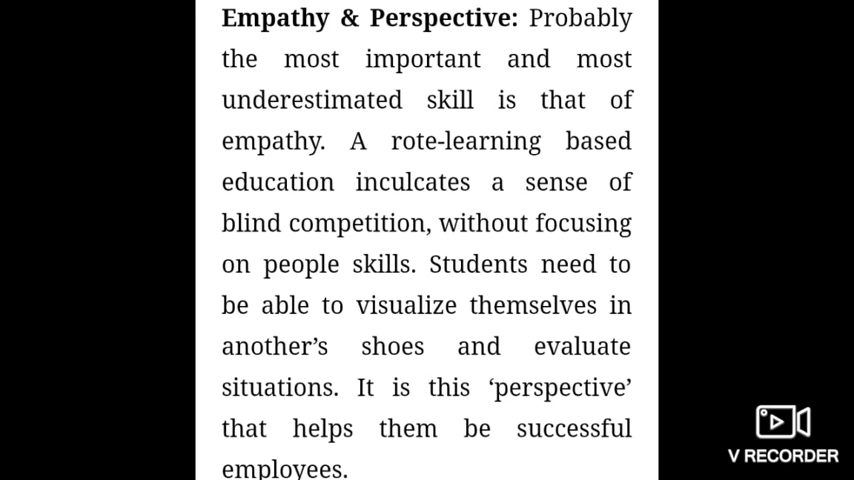 Empathy & Perspective: Probably
the most important and most
underestimated skill is that of
empathy. A rote-learning based
education inculcates a sense of
blind competition, without focusing
on people skills. Students need to
be able to visualize themselves in
another’s shoes and evaluate
situations. It is this ‘perspective’
that helps them be successful
employees.
V RECORDER